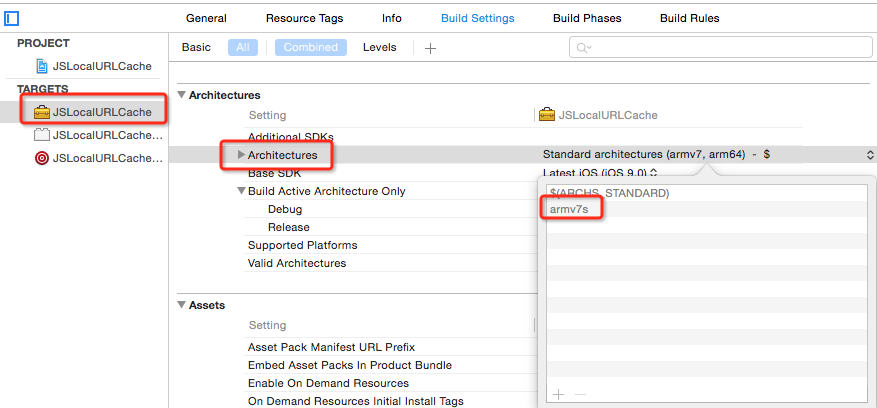 General Resource Tags Info Build Settings Build Phases Build Rules
PROJECT
JSLocalURLCache
TARGETS
JSLocalURLCache
JSLocalURLCache...
JSLocalURLCache...
Basic All Combined Levels +
Architectures
Setting JSLocalURLCache
Additional SDKs
Architectures Standard architectures (armv7, arm64) - $
Base SDK Latest iOS (iOS 9.0)
Build Active Architecture Only
Debug
Release
Supported Platforms
Valid Architectures
$(ARCHS_STANDARD)
armv7s
Assets
Setting
Asset Pack Manifest URL Prefix
Embed Asset Packs In Product Bundle
Enable On Demand Resources
On Demand Resources Initial Install Tags